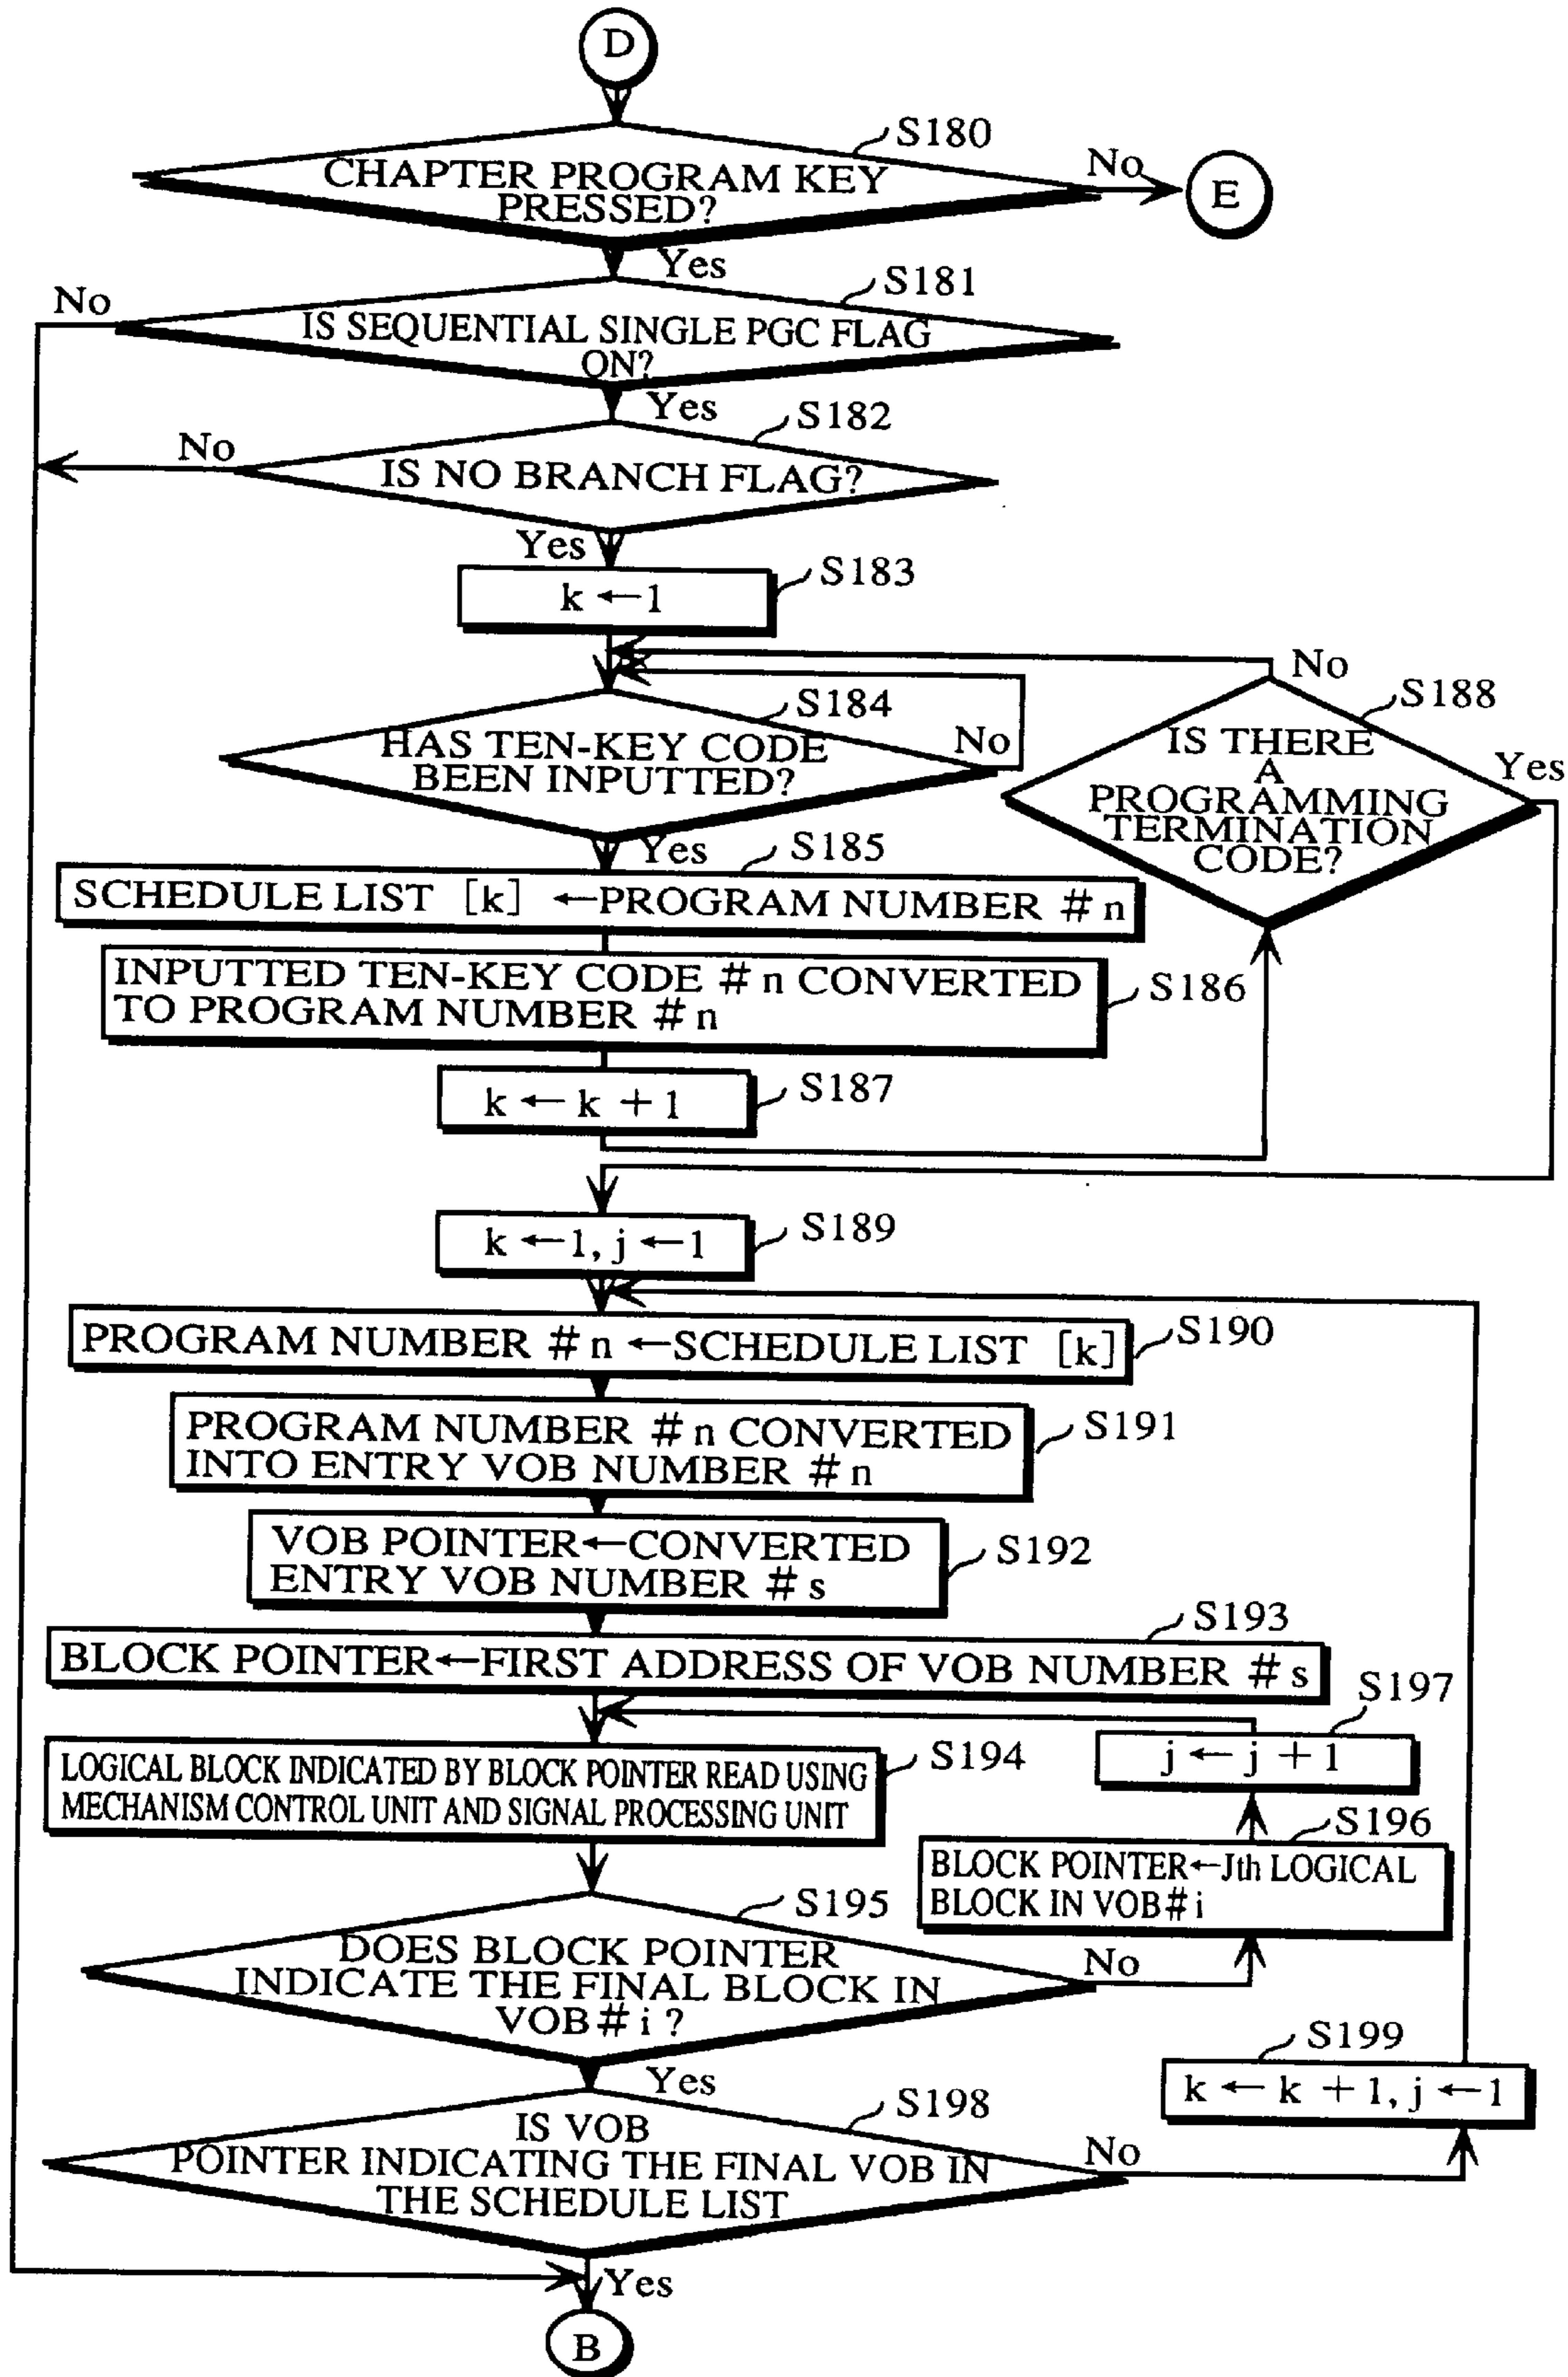 D
S180
CHAPTER PROGRAM KEY
PRESSED?
No
E
Yes
S181
No
IS SEQUENTIAL SINGLE PGC FLAG
ON?
Yes
S182
No
IS NO BRANCH FLAG?
Yes
S183
k ← 1
No
S184
S188
HAS TEN-KEY CODE
BEEN INPUTTED?
No
IS THERE
A
PROGRAMMING
TERMINATION
CODE?
Yes
Yes
S185
SCHEDULE LIST [k] ←PROGRAM NUMBER # n
INPUTTED TEN-KEY CODE # n CONVERTED
TO PROGRAM NUMBER # n
S186
S187
k ← k + 1
S189
k ← 1, j ← 1
PROGRAM NUMBER # n ←SCHEDULE LIST [k]
S190
PROGRAM NUMBER # n CONVERTED
INTO ENTRY VOB NUMBER # n
S191
VOB POINTER←CONVERTED
ENTRY VOB NUMBER # s
S192
S193
BLOCK POINTER←FIRST ADDRESS OF VOB NUMBER # s
S197
j ← j + 1
LOGICAL BLOCK INDICATED BY BLOCK POINTER READ USING
MECHANISM CONTROL UNIT AND SIGNAL PROCESSING UNIT
S194
S196
BLOCK POINTER←Jth LOGICAL
BLOCK IN VOB# i
S195
DOES BLOCK POINTER
INDICATE THE FINAL BLOCK IN
VOB# i ?
No
Yes
S199
k ← k + 1, j ← 1
S198
IS VOB
POINTER INDICATING THE FINAL VOB IN
THE SCHEDULE LIST
No
Yes
B